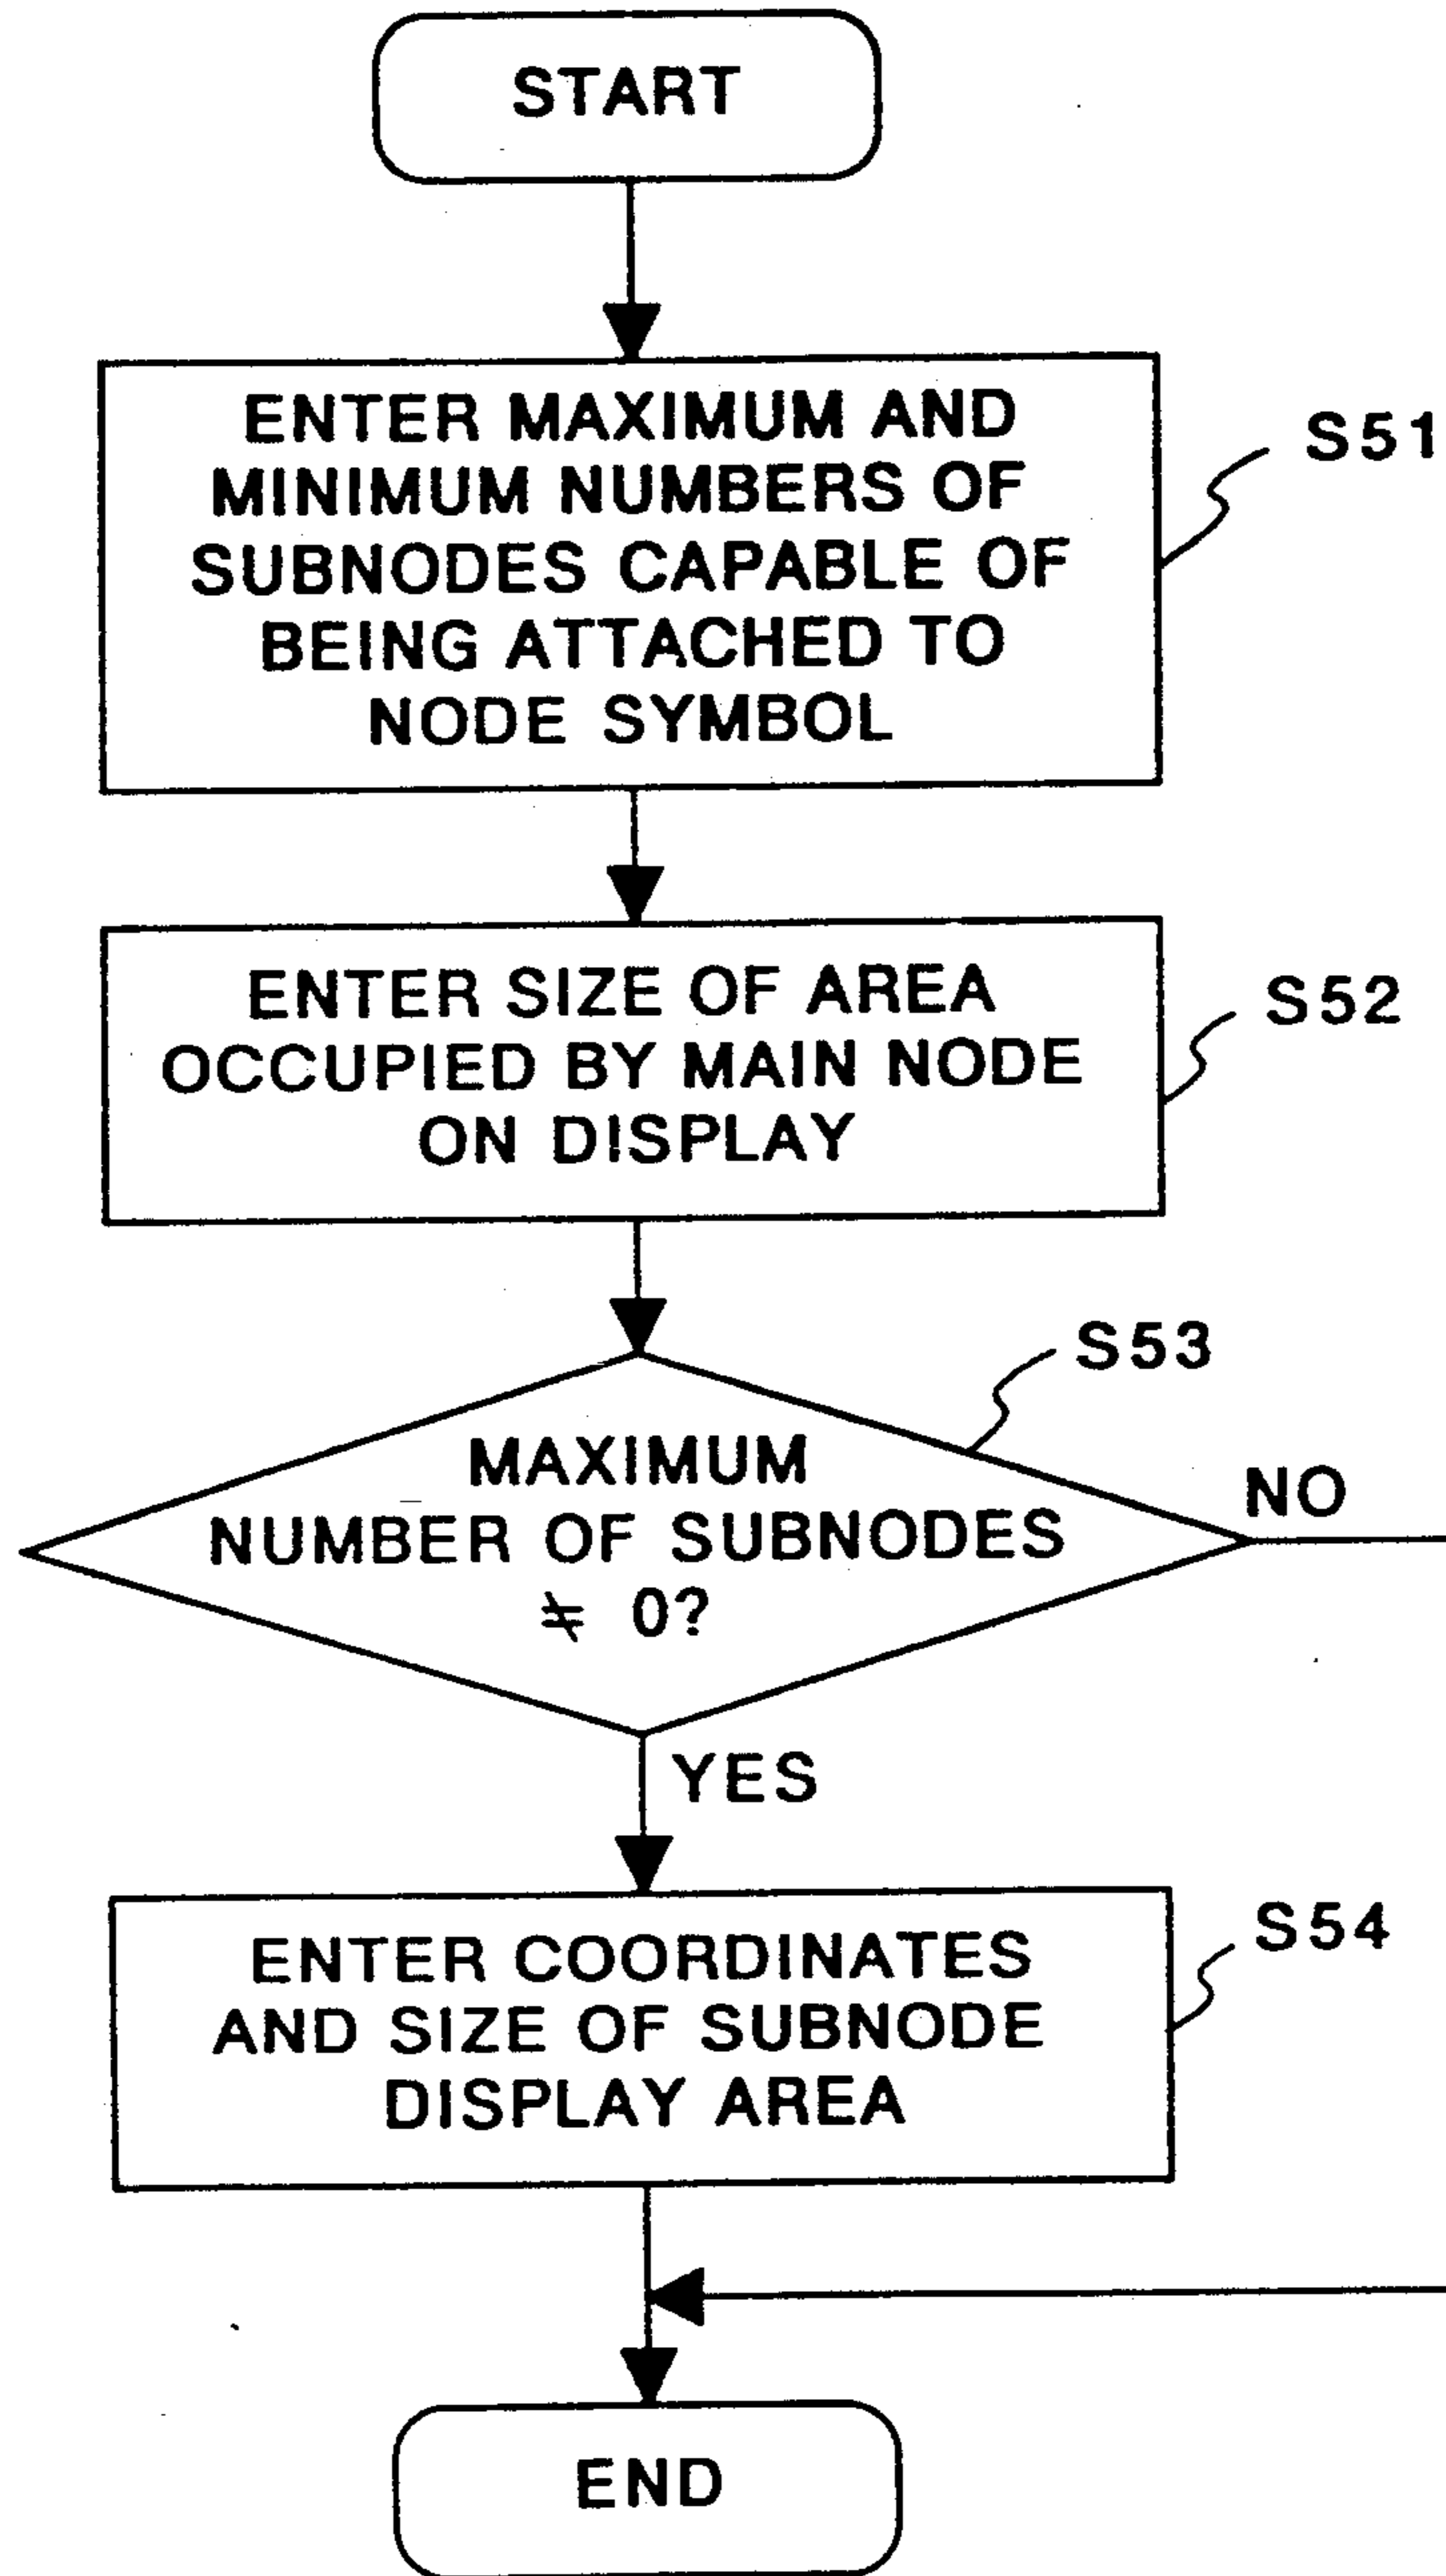 START
ENTER MAXIMUM AND
MINIMUM NUMBERS OF
SUBNODES CAPABLE OF
BEING ATTACHED TO
NODE SYMBOL
S51
ENTER SIZE OF AREA
OCCUPIED BY MAIN NODE
ON DISPLAY
S52
S53
MAXIMUM
NUMBER OF SUBNODES
≠ 0?
NO
YES
ENTER COORDINATES
AND SIZE OF SUBNODE
DISPLAY AREA
S54
END